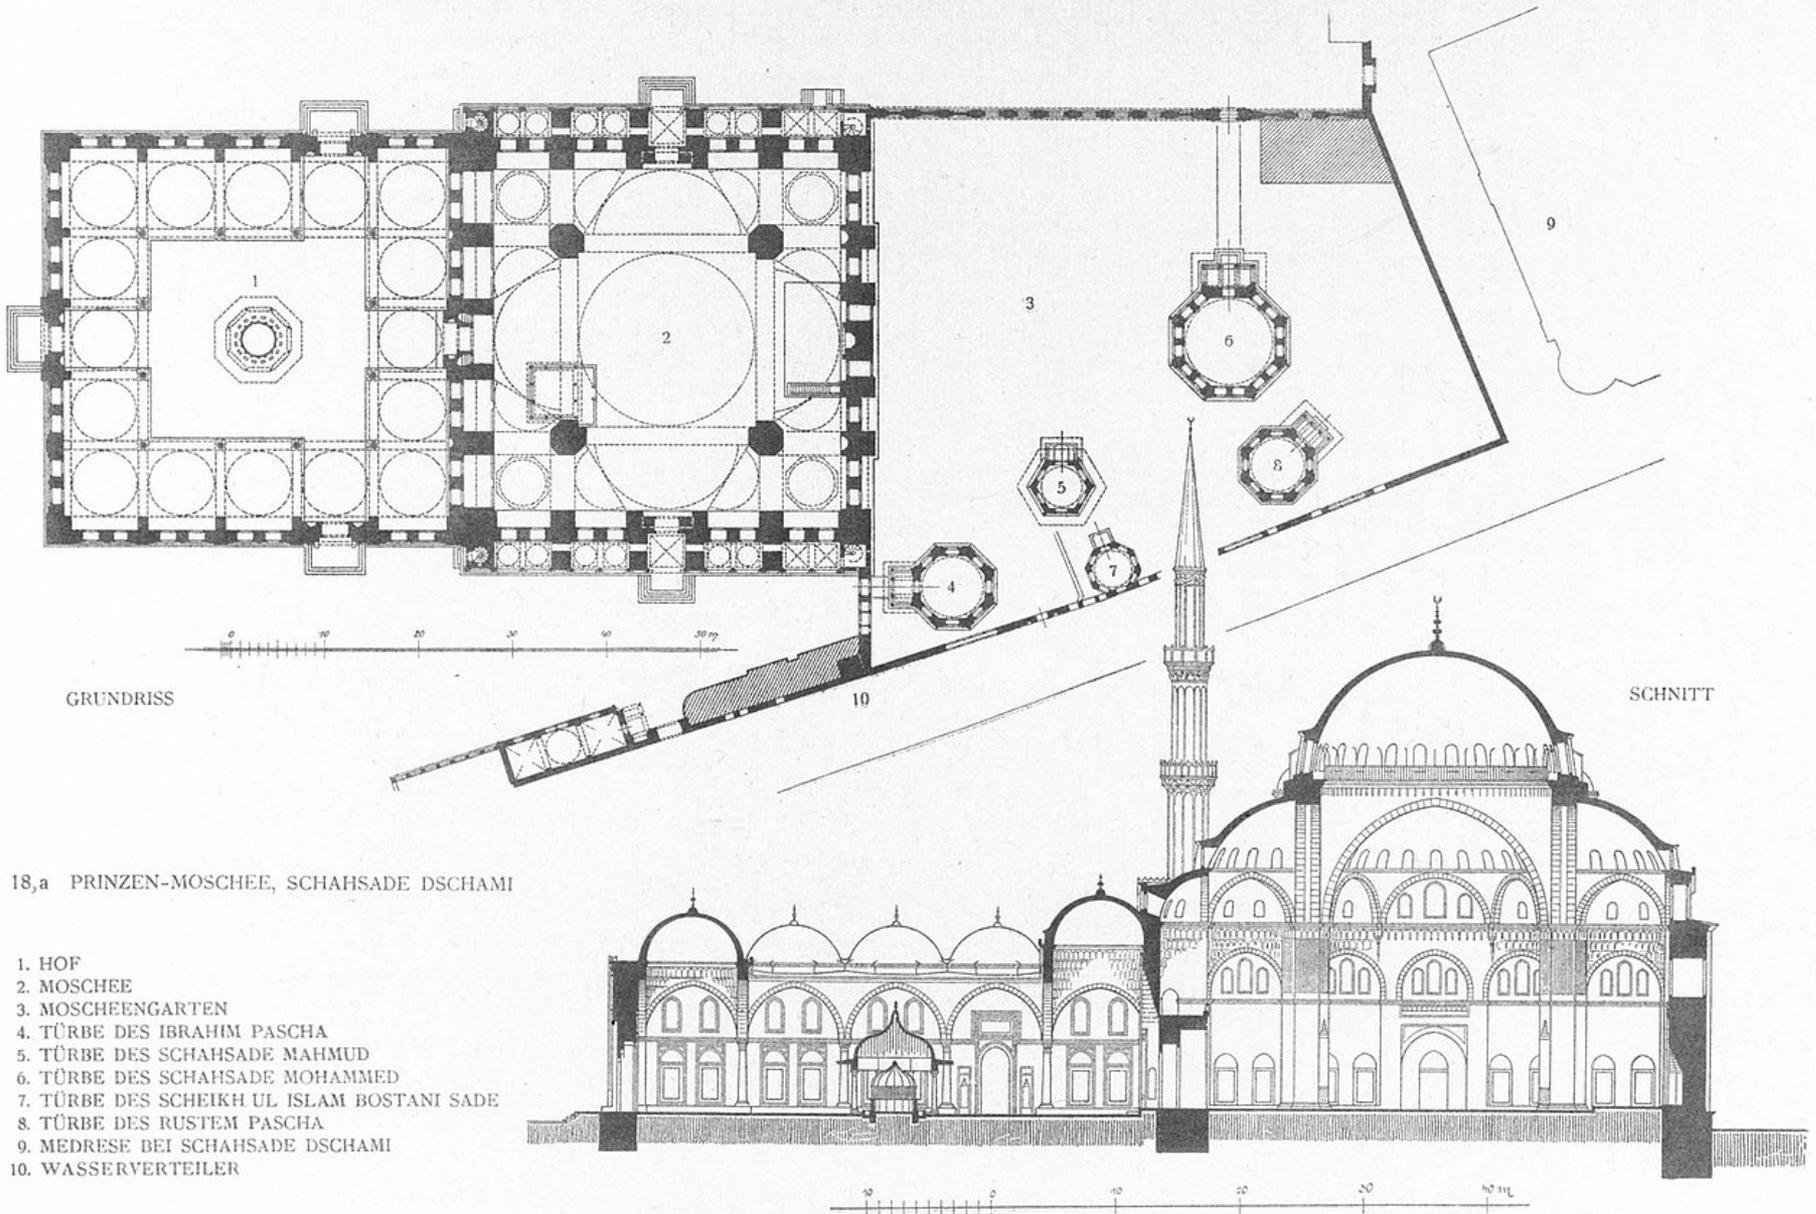 9
1
3
2
6
8
5
7
4
0 10 20 30 40 50 m
GRUNDRISS
10
SCHNITT
18,a PRINZEN-MOSCHEE, SCHAHSADE DSCHAMI
1. HOF
2. MOSCHEE
3. MOSCHEENGARTEN
4. TÜRBE DES IBRAHIM PASCHA
5. TÜRBE DES SCHAHSADE MAHMUD
6. TÜRBE DES SCHAHSADE MOHAMMED
7. TÜRBE DES SCHEIKH UL ISLAM BOSTANI SADE
8. TÜRBE DES RUSTEM PASCHA
9. MEDRESE BEI SCHAHSADE DSCHAMI
10. WASSERVERTEILER
10 0 10 20 30 40 m